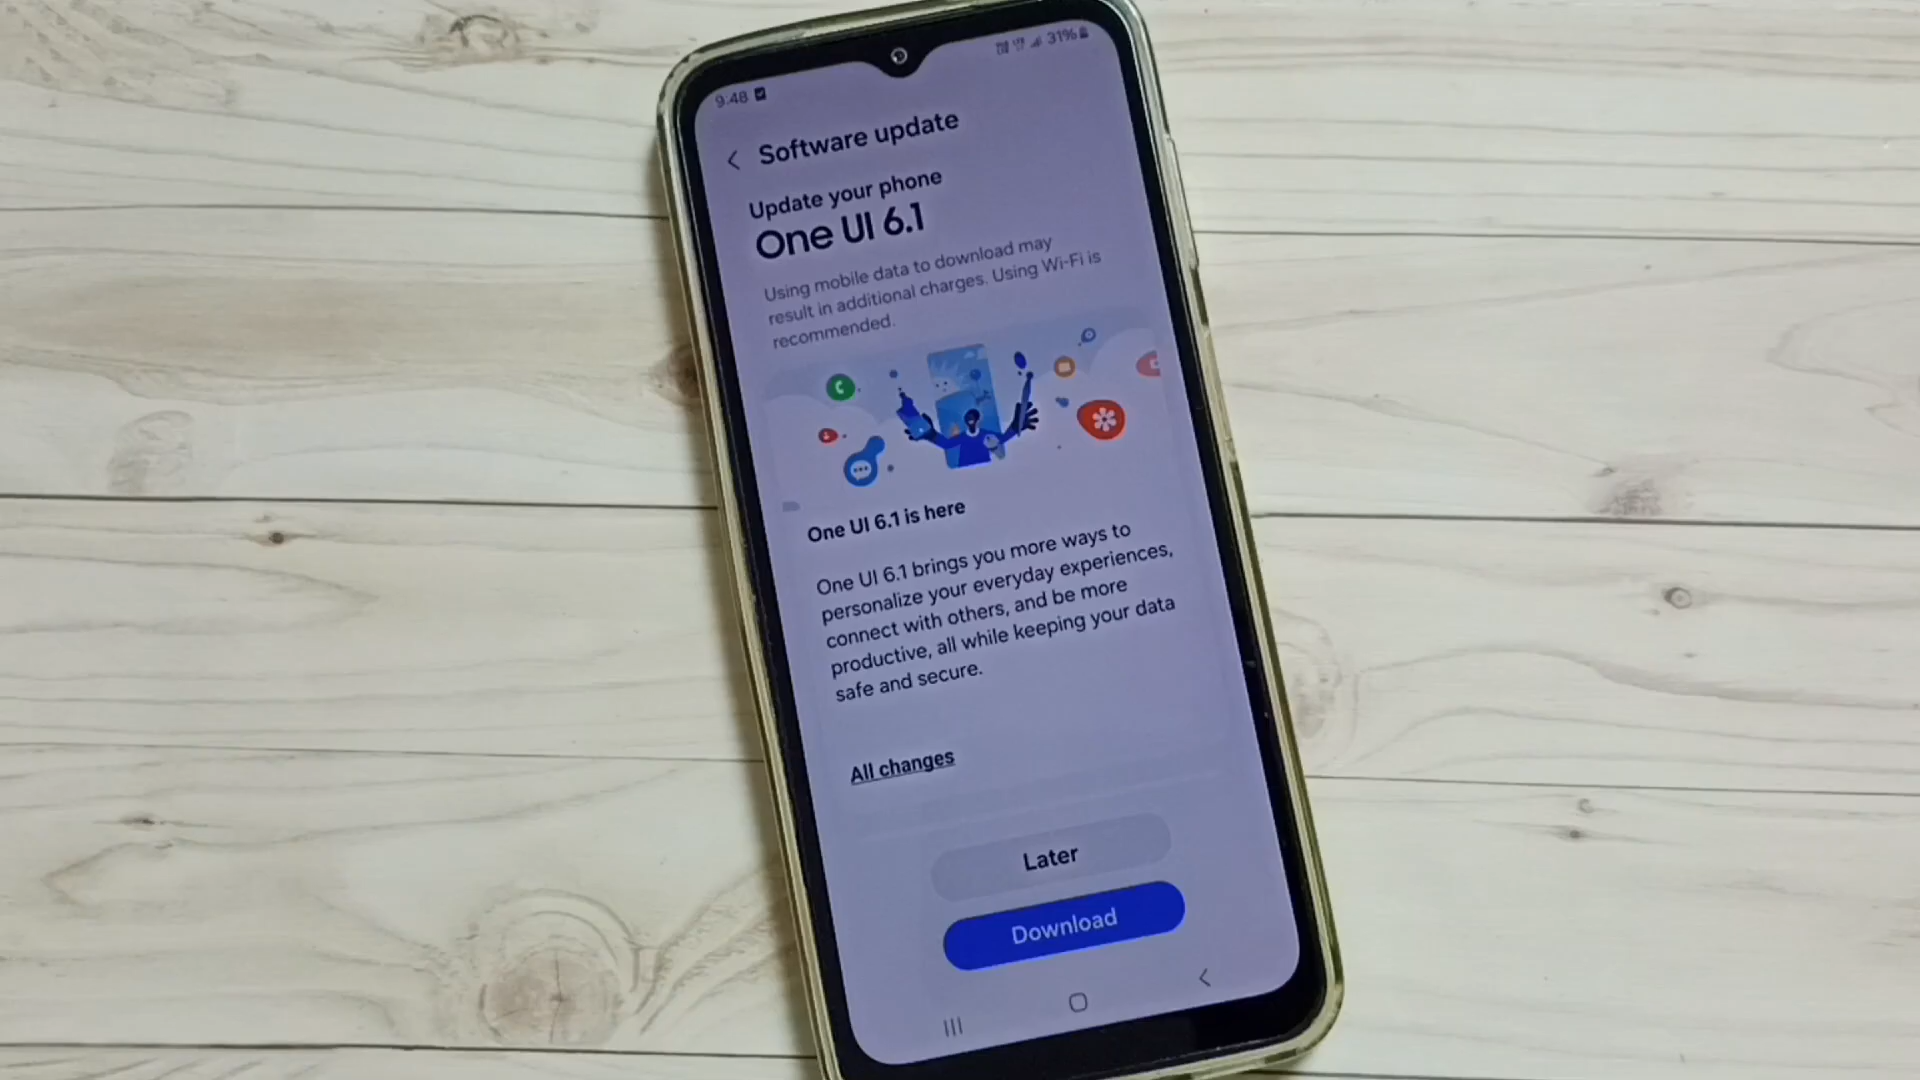 9:48
31%
Software update
Update your phone
One UI 6.1
Using mobile data to download may
result in additional charges. Using Wi-Fi is
recommended.
One UI 6.1 is here
One UI 6.1 brings you more ways to
personalize your everyday experiences,
connect with others, and be more
productive, all while keeping your data
safe and secure.
All changes
Later
Download